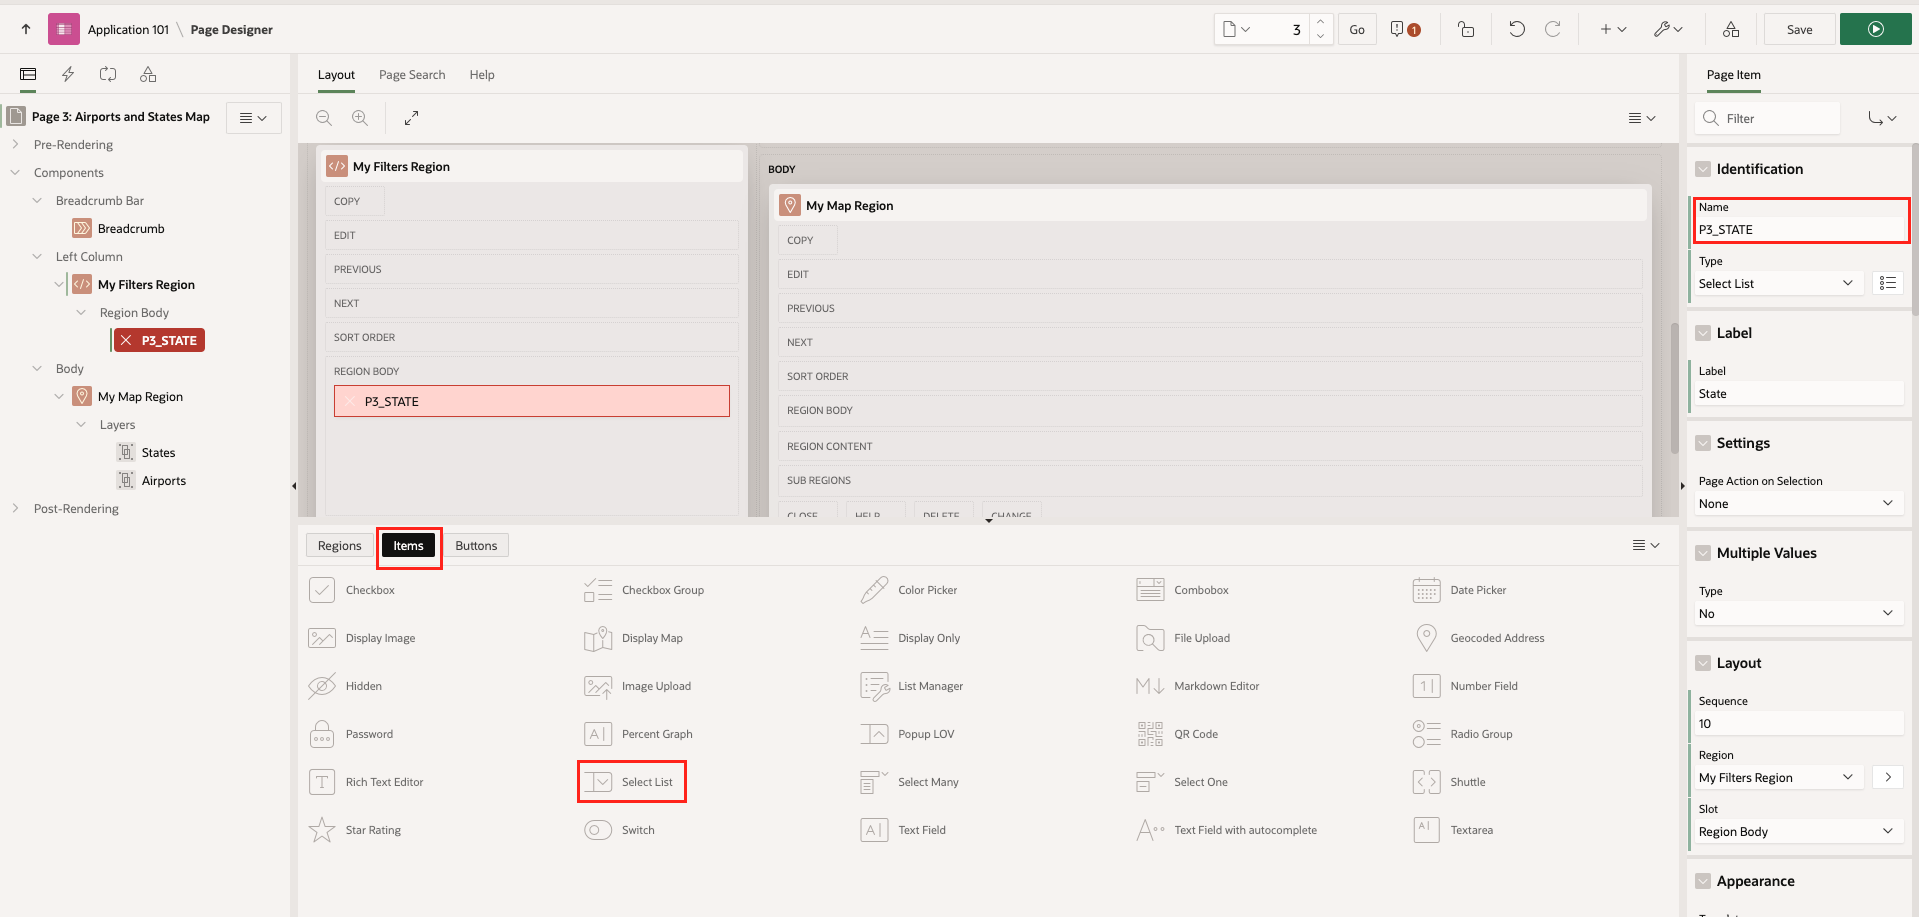 Application 101 \ Page Designer
3
Go
1
Save
Page 3: Airports and States Map
Pre-Rendering
Components
Breadcrumb Bar
Breadcrumb
Left Column
My Filters Region
Region Body
P3_STATE
Body
My Map Region
Layers
States
Airports
Post-Rendering
Layout Page Search Help
My Filters Region
COPY
EDIT
PREVIOUS
NEXT
SORT ORDER
REGION BODY
P3_STATE
BODY
My Map Region
COPY
EDIT
PREVIOUS
NEXT
SORT ORDER
REGION BODY
REGION CONTENT
SUB REGIONS
CLOSE HELP DELETE CHANGE
Regions Items Buttons
Checkbox Checkbox Group Color Picker Combobox Date Picker
Display Image Display Map Display Only File Upload Geocoded Address
Hidden Image Upload List Manager Markdown Editor Number Field
Password Percent Graph Popup LOV QR Code Radio Group
Rich Text Editor Select List Select Many Select One Shuttle
Star Rating Switch Text Field Text Field with autocomplete Textarea
Page Item
Filter
Identification
Name
P3_STATE
Type
Select List
Label
Label
State
Settings
Page Action on Selection
None
Multiple Values
Type
No
Layout
Sequence
10
Region
My Filters Region
Slot
Region Body
Appearance